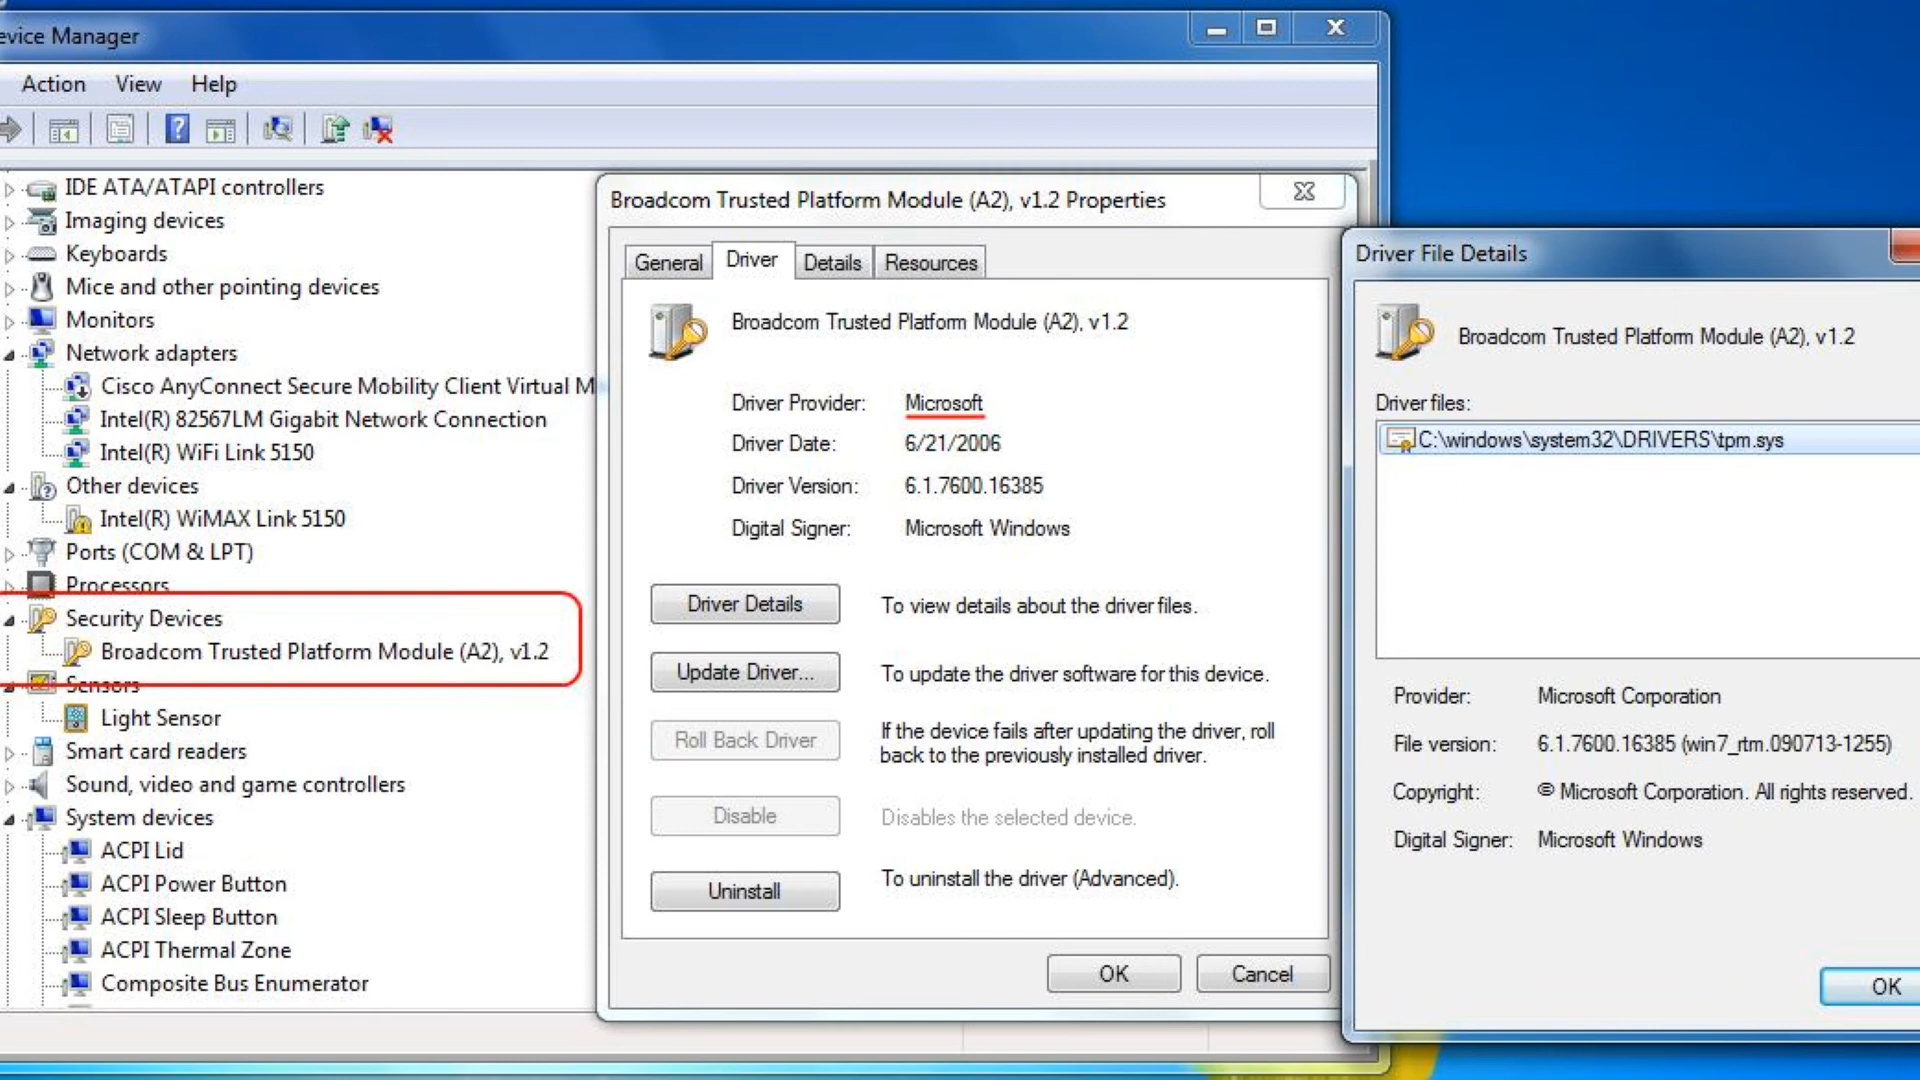 evice Manager
Action View Help
IDE ATA/ATAPI controllers
Imaging devices
Keyboards
Mice and other pointing devices
Monitors
Network adapters
Cisco AnyConnect Secure Mobility Client Virtual M
Intel(R) 82567LM Gigabit Network Connection
Intel(R) WiFi Link 5150
Other devices
Intel(R) WiMAX Link 5150
Ports (COM & LPT)
Processors
Security Devices
Broadcom Trusted Platform Module (A2), v1.2
Sensors
Light Sensor
Smart card readers
Sound, video and game controllers
System devices
ACPI Lid
ACPI Power Button
ACPI Sleep Button
ACPI Thermal Zone
Composite Bus Enumerator
Broadcom Trusted Platform Module (A2), v1.2 Properties
General Driver Details Resources
Broadcom Trusted Platform Module (A2), v1.2
Driver Provider: Microsoft
Driver Date: 6/21/2006
Driver Version: 6.1.7600.16385
Digital Signer: Microsoft Windows
Driver Details To view details about the driver files.
Update Driver... To update the driver software for this device.
Roll Back Driver If the device fails after updating the driver, roll
back to the previously installed driver.
Disable Disables the selected device.
Uninstall To uninstall the driver (Advanced).
OK Cancel
Driver File Details
Broadcom Trusted Platform Module (A2), v1.2
Driver files:
C:\windows\system32\DRIVERS\tpm.sys
Provider: Microsoft Corporation
File version: 6.1.7600.16385 (win7_rtm.090713-1255)
Copyright: © Microsoft Corporation. All rights reserved.
Digital Signer: Microsoft Windows
OK